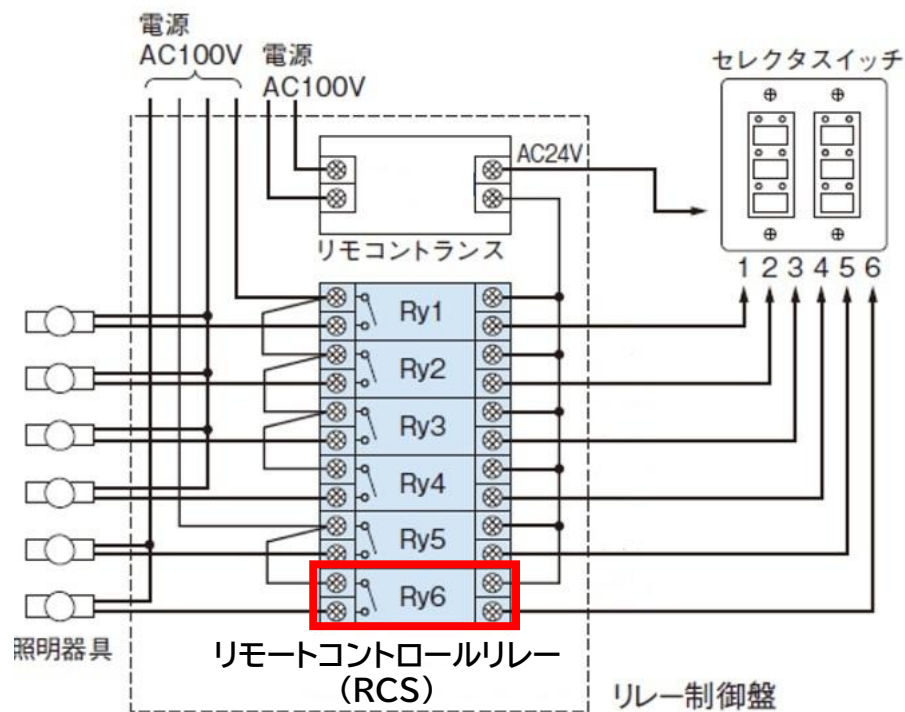 電源
AC100V
電源
AC100V
セレクタスイッチ
AC24V
リモコントランス
1 2 3 4 5 6
Ry1
Ry2
Ry3
Ry4
Ry5
Ry6
照明器具
リモートコントロールリレー
(RCS)
リレー制御盤